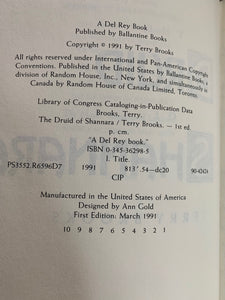 A Del Rey Book
Published by Ballantine Books
Copyright © 1991 by Terry Brooks
All rights reserved under International and Pan-American Copyright
Conventions. Published in the United States by Ballantine Books, a
division of Random House, Inc., New York, and simultaneously in
Canada by Random House of Canada Limited, Toronto.
Library of Congress Cataloging-in-Publication Data
Brooks, Terry.
The Druid of Shannara / Terry Brooks. — 1st ed.
p. cm.
"A Del Rey book."
ISBN 0-345-36298-5
I. Title.
PS3552.R6596D7 1991
813'.54—dc20
CIP
Manufactured in the United States of America
Designed by Ann Gold
First Edition: March 1991
10 9 8 7 6 5 4 3 2 1